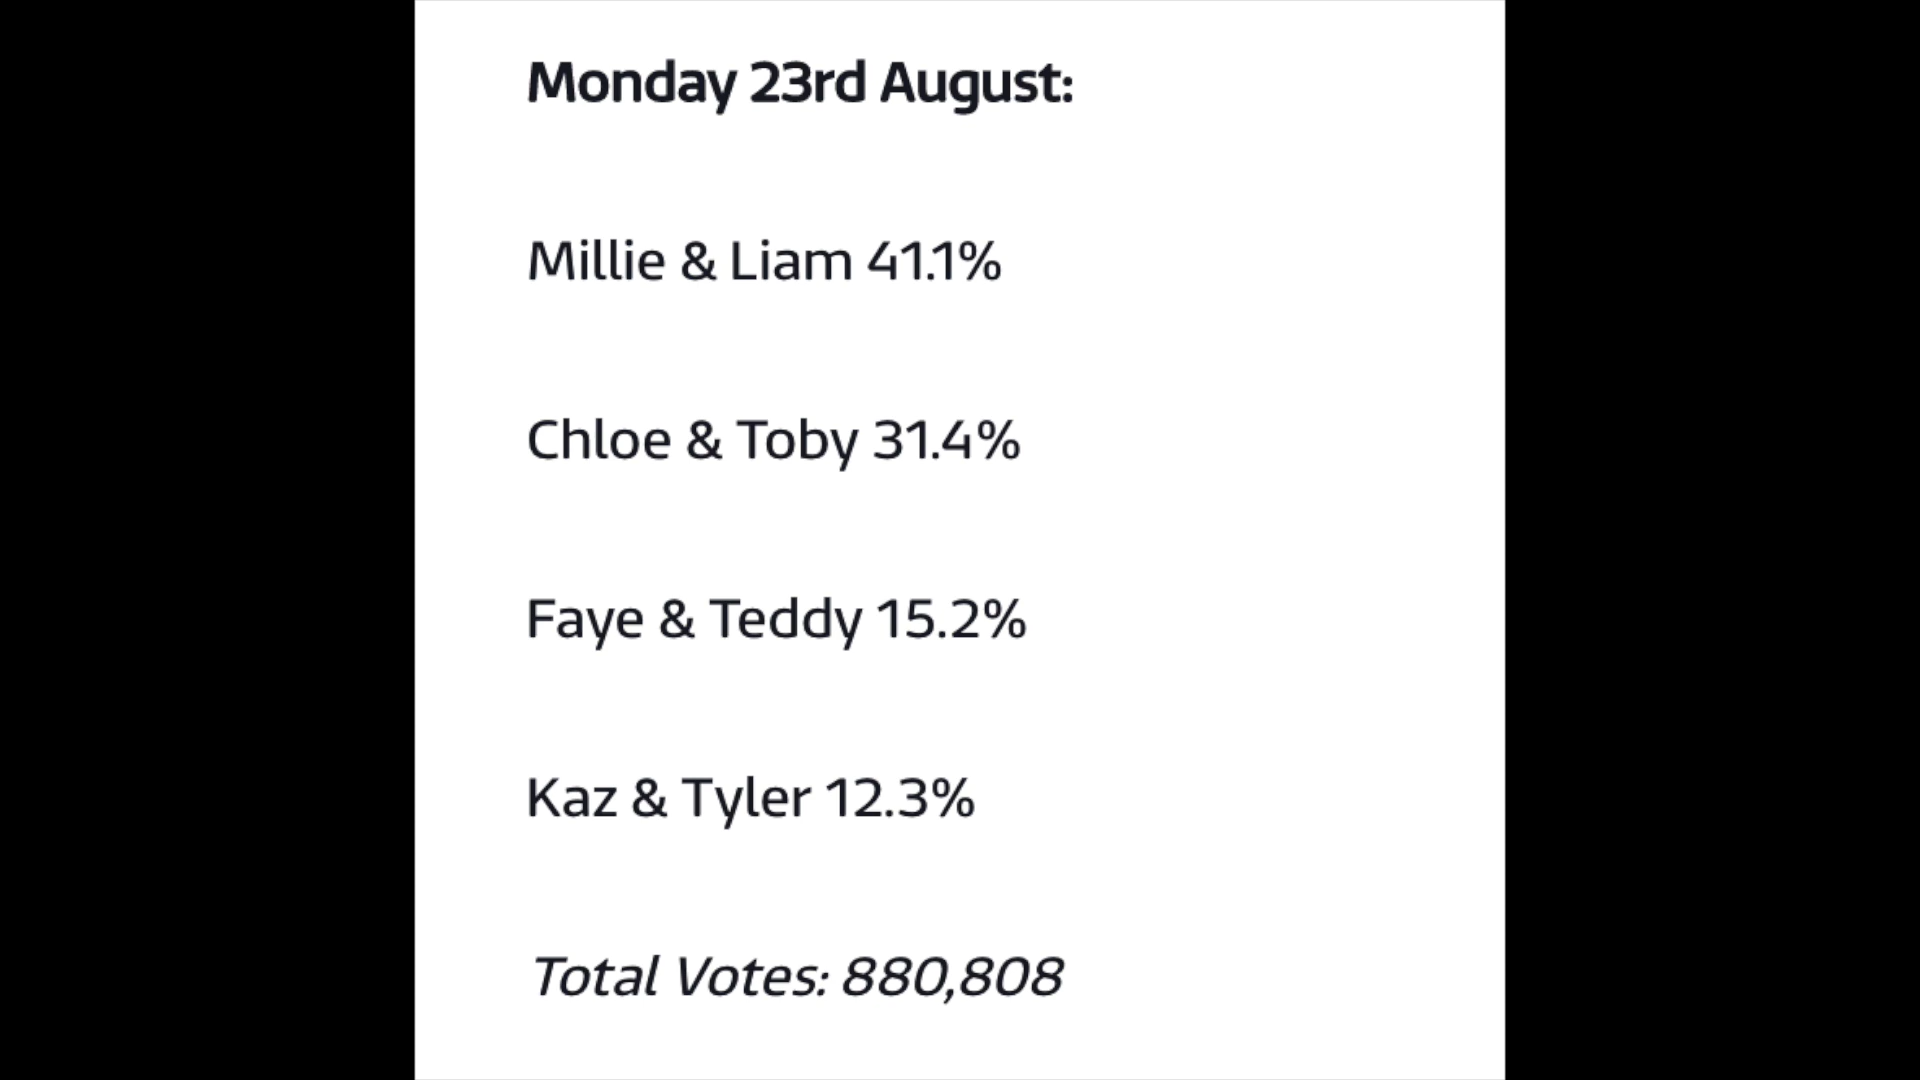 Monday 23rd August:
Millie & Liam 41.1%
Chloe & Toby 31.4%
Faye & Teddy 15.2%
Kaz & Tyler 12.3%
Total Votes: 880,808